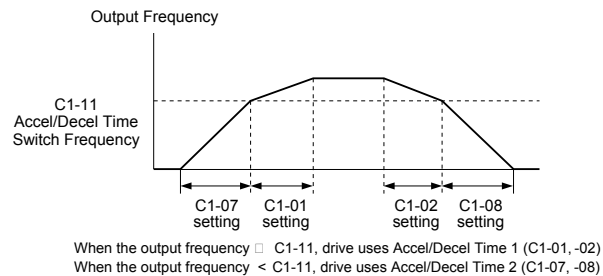 Output Frequency
C1-11
Accel/Decel Time
Switch Frequency
C1-07 setting
C1-01 setting
C1-02 setting
C1-08 setting
When the output frequency □ C1-11, drive uses Accel/Decel Time 1 (C1-01, -02)
When the output frequency < C1-11, drive uses Accel/Decel Time 2 (C1-07, -08)